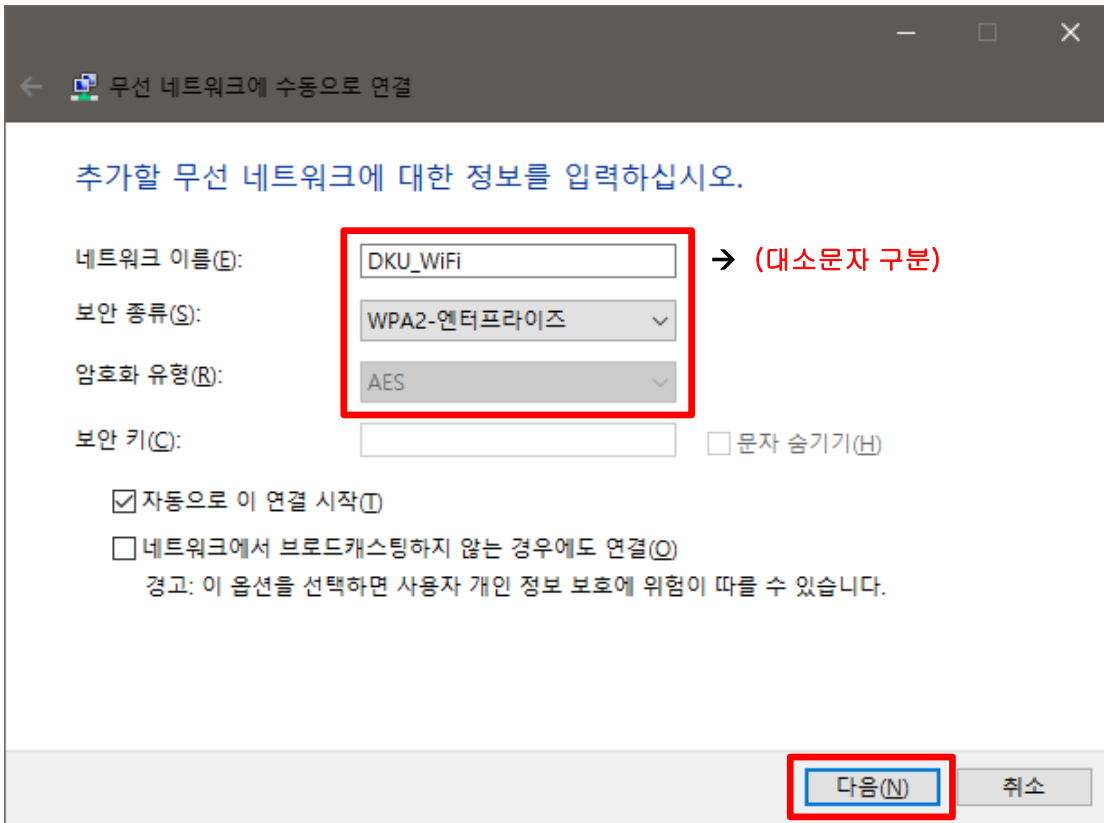 무선 네트워크에 수동으로 연결
추가할 무선 네트워크에 대한 정보를 입력하십시오.
네트워크 이름(E): DKU_WiFi → (대소문자 구분)
보안 종류(S): WPA2-엔터프라이즈
암호화 유형(R): AES
보안 키(C): 문자 숨기기(H)
자동으로 이 연결 시작(T)
네트워크에서 브로드캐스팅하지 않는 경우에도 연결(O)
경고: 이 옵션을 선택하면 사용자 개인 정보 보호에 위험이 따를 수 있습니다.
다음(N) 취소